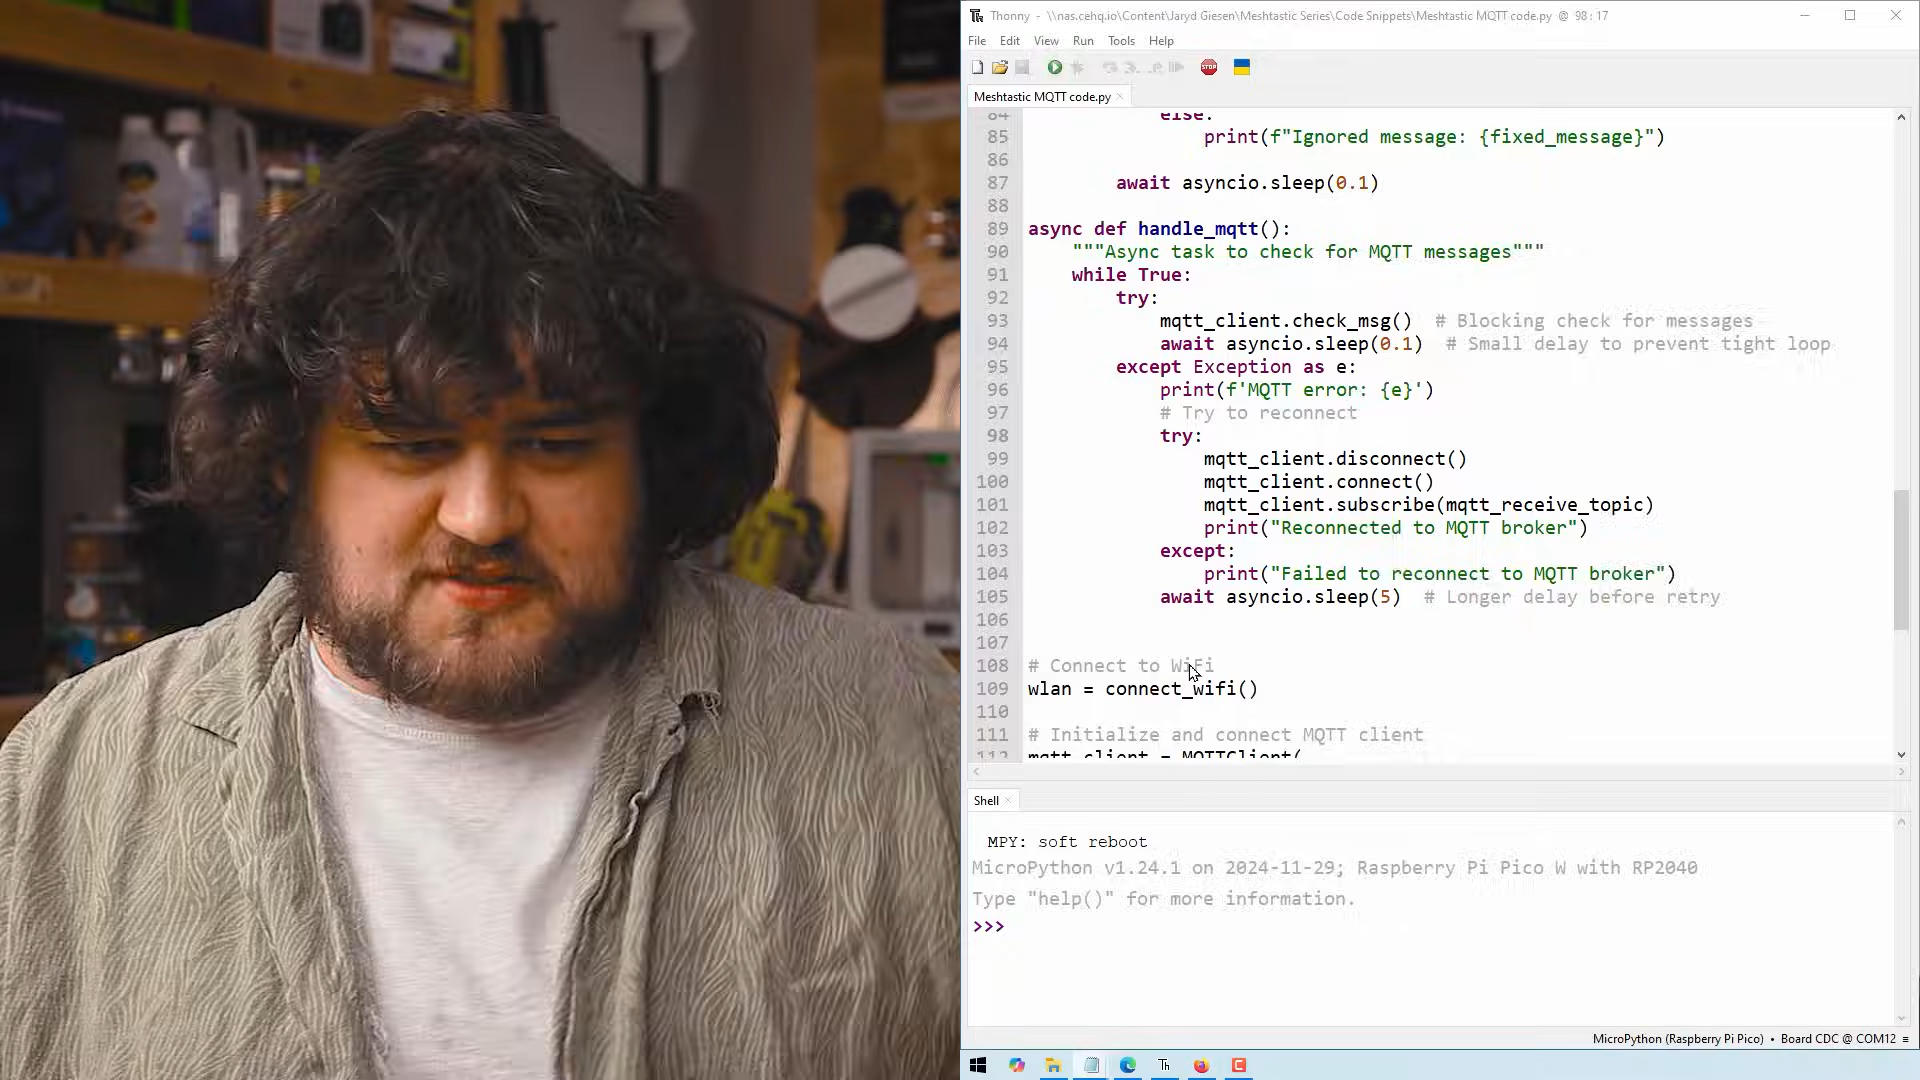 Thonny - \\nas.cehq.io\Content\Jaryd Giesen\Meshtastic Series\Code Snippets\Meshtastic MQTT code.py @ 98:17
File Edit View Run Tools Help
STOP
Meshtastic MQTT code.py
84 else:
85 print(f"Ignored message: {fixed_message}")
86
87 await asyncio.sleep(0.1)
88
89 async def handle_mqtt():
90 """Async task to check for MQTT messages"""
91 while True:
92 try:
93 mqtt_client.check_msg() # Blocking check for messages
94 await asyncio.sleep(0.1) # Small delay to prevent tight loop
95 except Exception as e:
96 print(f'MQTT error: {e}')
97 # Try to reconnect
98 try:
99 mqtt_client.disconnect()
100 mqtt_client.connect()
101 mqtt_client.subscribe(mqtt_receive_topic)
102 print("Reconnected to MQTT broker")
103 except:
104 print("Failed to reconnect to MQTT broker")
105 await asyncio.sleep(5) # Longer delay before retry
106
107
108 # Connect to WiFi
109 wlan = connect_wifi()
110
111 # Initialize and connect MQTT client
112 mqtt_client = MQTTClient(
Shell
MPY: soft reboot
MicroPython v1.24.1 on 2024-11-29; Raspberry Pi Pico W with RP2040
Type "help()" for more information.
>>>
MicroPython (Raspberry Pi Pico) • Board CDC @ COM12 ≡